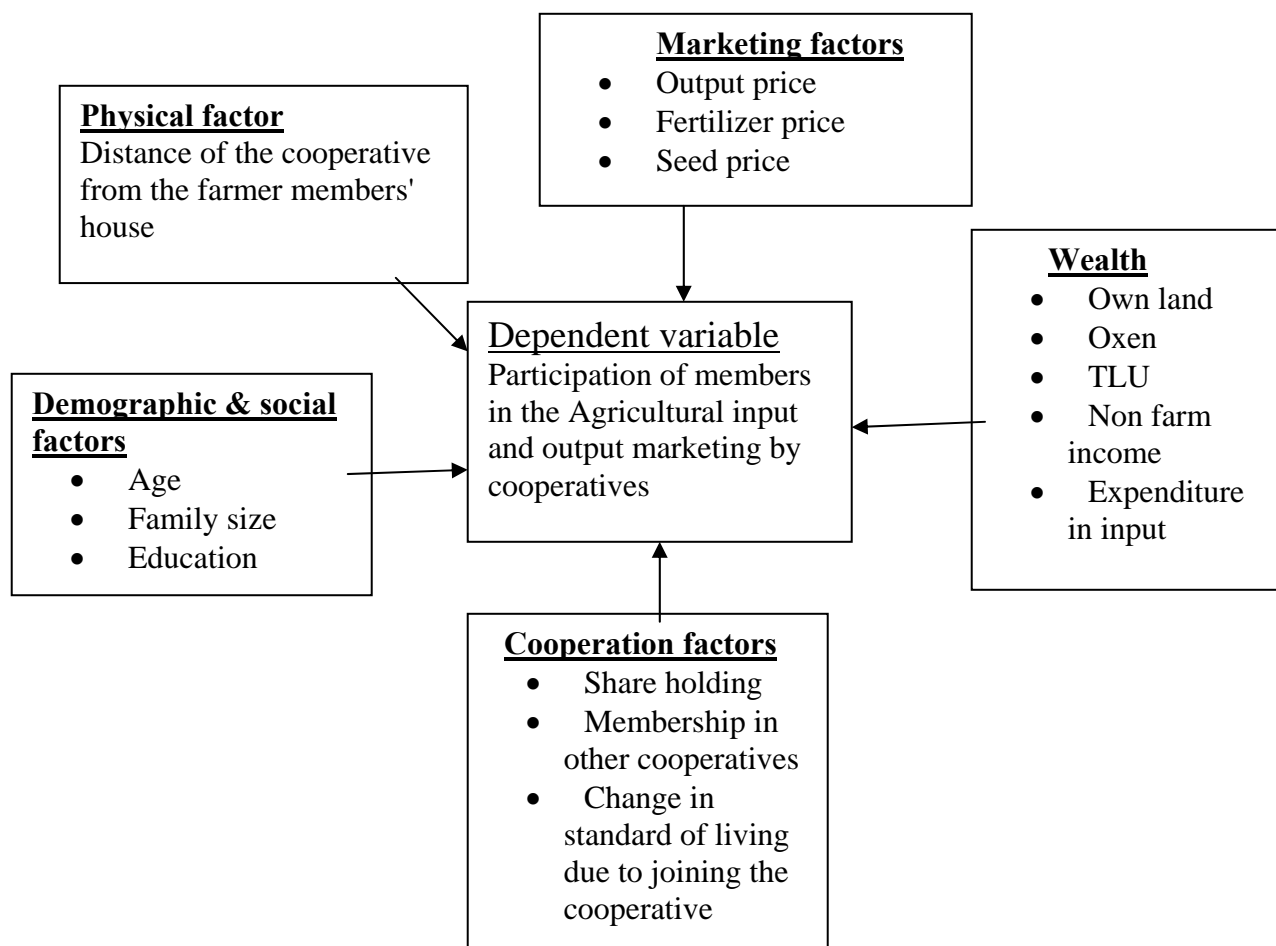 Marketing factors
• Output price
• Fertilizer price
• Seed price
Physical factor
Distance of the cooperative
from the farmer members'
house
Wealth
• Own land
• Oxen
• TLU
• Non farm
income
• Expenditure
in input
Dependent variable
Participation of members
in the Agricultural input
and output marketing by
cooperatives
Demographic & social
factors
• Age
• Family size
• Education
Cooperation factors
• Share holding
• Membership in
other cooperatives
• Change in
standard of living
due to joining the
cooperative